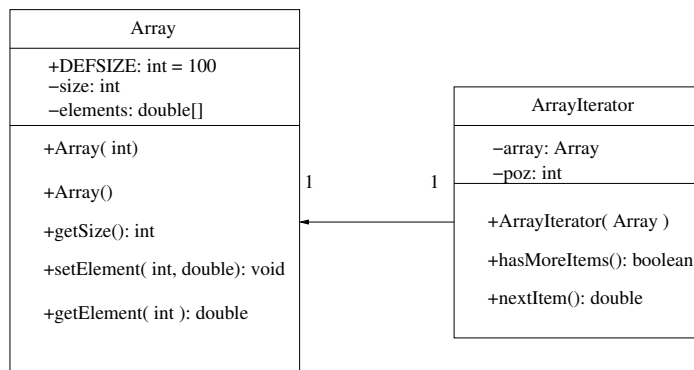 Array
+DEFSIZE: int = 100
−size: int
−elements: double[]
+Array( int)
+Array()
+getSize(): int
+setElement( int, double): void
+getElement( int ): double
1
1
ArrayIterator
−array: Array
−poz: int
+ArrayIterator( Array )
+hasMoreItems(): boolean
+nextItem(): double